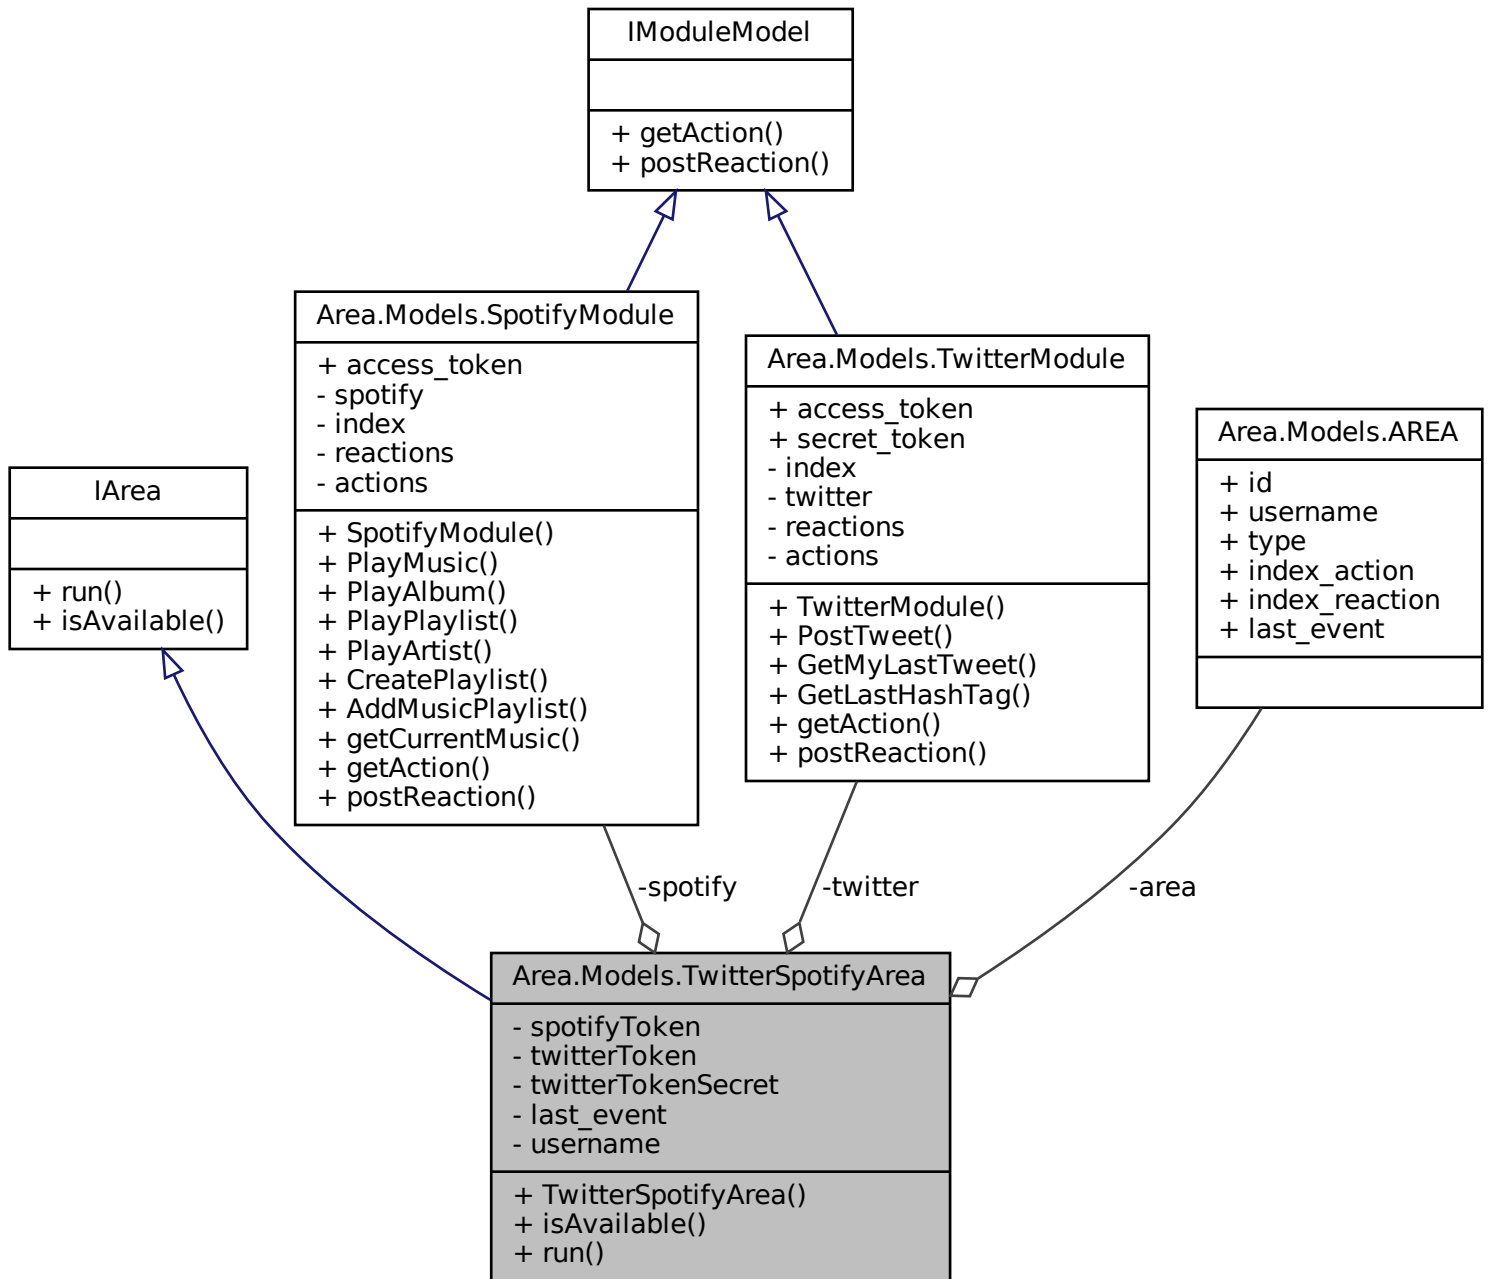 IModuleModel
+ getAction()
+ postReaction()
Area.Models.SpotifyModule
+ access_token
- spotify
- index
- reactions
- actions
+ SpotifyModule()
+ PlayMusic()
+ PlayAlbum()
+ PlayPlaylist()
+ PlayArtist()
+ CreatePlaylist()
+ AddMusicPlaylist()
+ getCurrentMusic()
+ getAction()
+ postReaction()
Area.Models.TwitterModule
+ access_token
+ secret_token
- index
- twitter
- reactions
- actions
+ TwitterModule()
+ PostTweet()
+ GetMyLastTweet()
+ GetLastHashTag()
+ getAction()
+ postReaction()
Area.Models.AREA
+ id
+ username
+ type
+ index_action
+ index_reaction
+ last_event
IArea
+ run()
+ isAvailable()
-spotify
-twitter
-area
Area.Models.TwitterSpotifyArea
- spotifyToken
- twitterToken
- twitterTokenSecret
- last_event
- username
+ TwitterSpotifyArea()
+ isAvailable()
+ run()